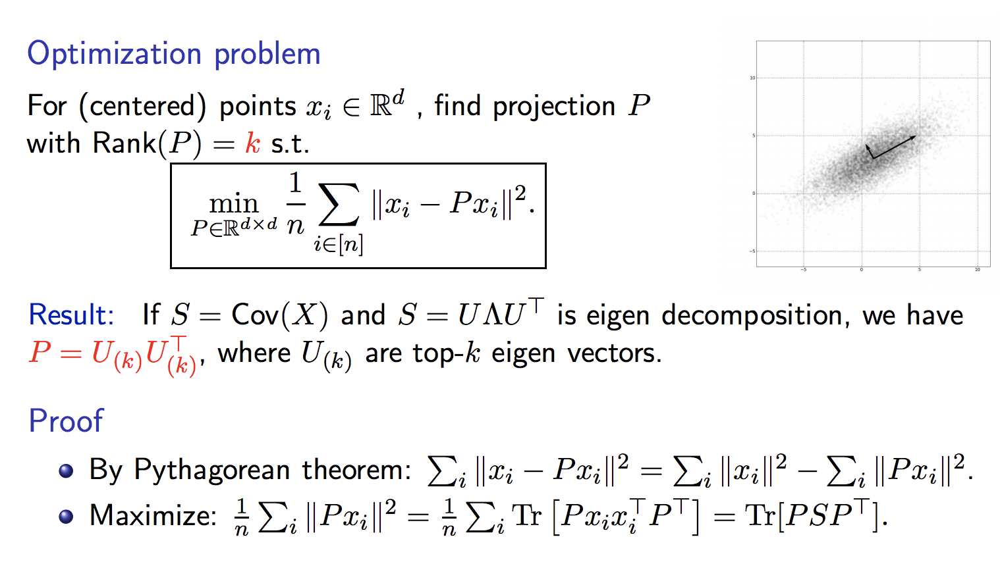 Optimization problem
For (centered) points $x_i \in \mathbb{R}^d$ , find projection $P$
with Rank$(P) = k$ s.t.
$\min_{P \in \mathbb{R}^{d \times d}} \frac{1}{n} \sum_{i \in [n]} \|x_i - Px_i\|^2.$
10
5
0
−5
−5 0 5 10
Result: If $S = $ Cov$(X)$ and $S = U \Lambda U^\top$ is eigen decomposition, we have
$P = U_{(k)} U_{(k)}^\top$, where $U_{(k)}$ are top-$k$ eigen vectors.
Proof
By Pythagorean theorem: $\sum_i \|x_i - Px_i\|^2 = \sum_i \|x_i\|^2 - \sum_i \|Px_i\|^2.$
Maximize: $\frac{1}{n} \sum_i \|Px_i\|^2 = \frac{1}{n} \sum_i \mathrm{Tr}\left[Px_i x_i^\top P^\top\right] = \mathrm{Tr}[PSP^\top].$